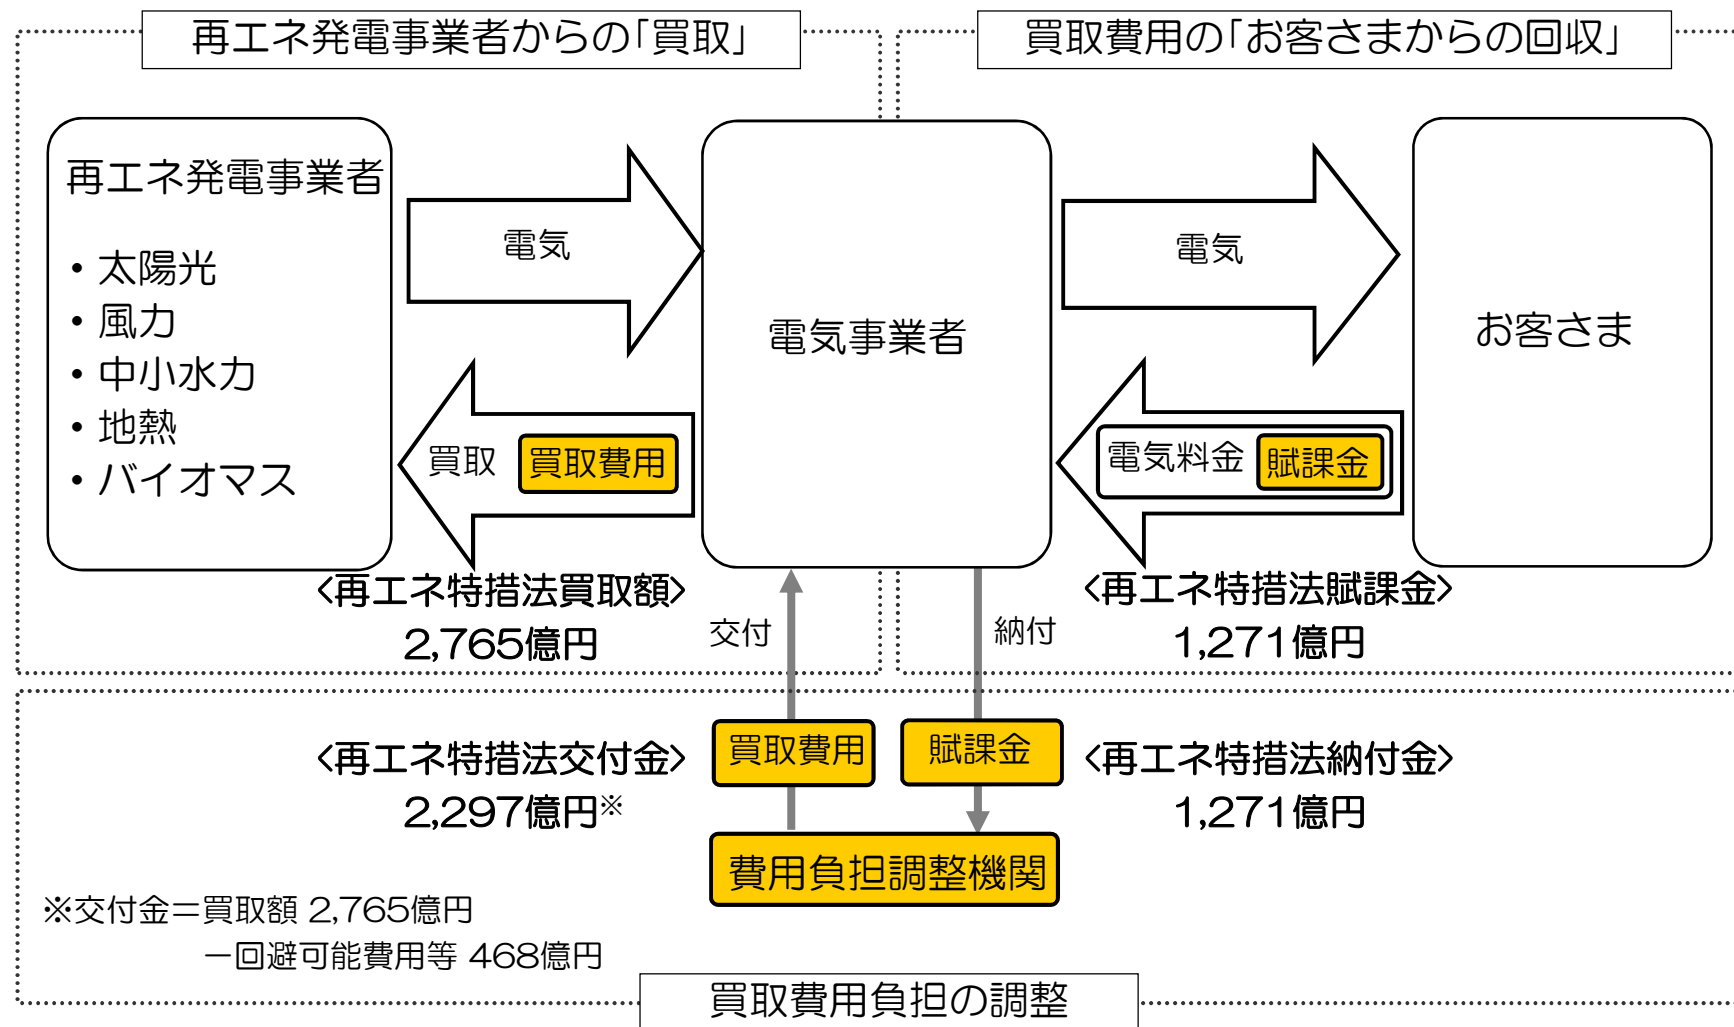 再エネ発電事業者からの「買取」
買取費用の「お客さまからの回収」
再エネ発電事業者
・太陽光
・風力
・中小水力
・地熱
・バイオマス
電気
買取 買取費用
電気事業者
電気
電気料金 賦課金
お客さま
<再エネ特措法買取額>
2,765億円
交付
納付
<再エネ特措法賦課金>
1,271億円
<再エネ特措法交付金>
2,297億円※
買取費用
賦課金
<再エネ特措法納付金>
1,271億円
費用負担調整機関
※交付金＝買取額 2,765億円
－回避可能費用等 468億円
買取費用負担の調整